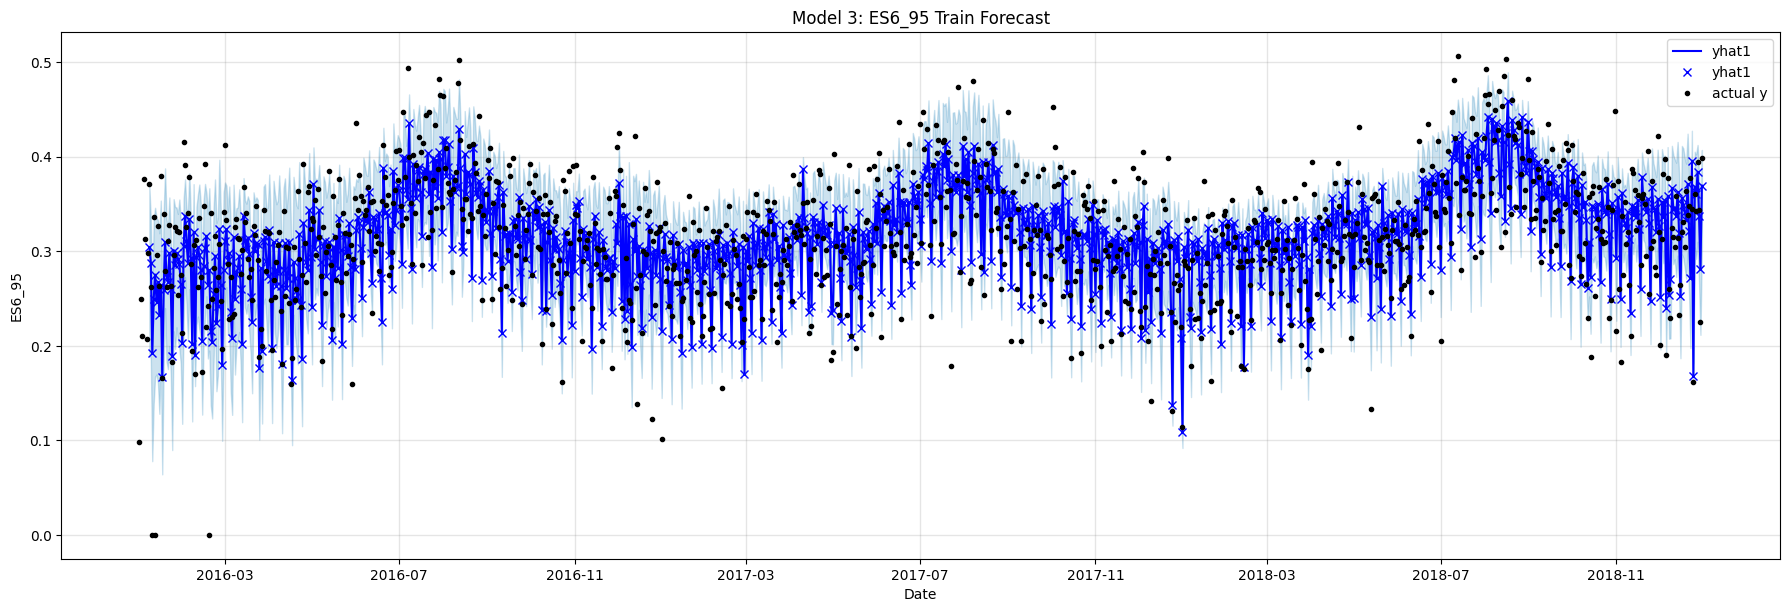 Model 3: ES6_95 Train Forecast
yhat1
yhat1
actual y
ES6_95
0.5
0.4
0.3
0.2
0.1
0.0
2016-03
2016-07
2016-11
2017-03
2017-07
2017-11
2018-03
2018-07
2018-11
Date